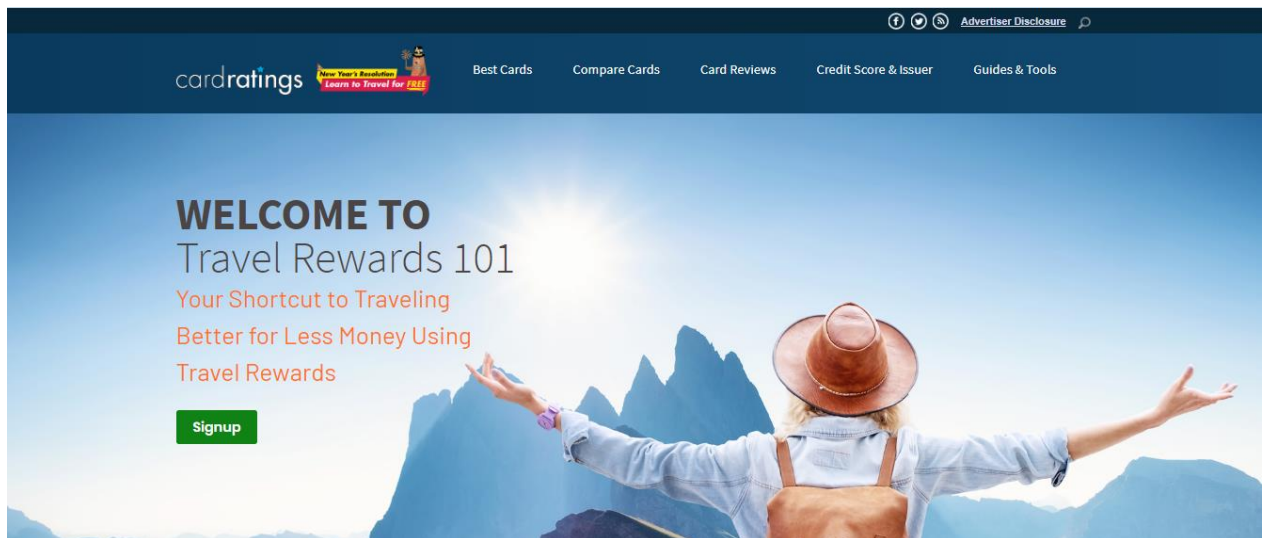 Advertiser Disclosure
cardratings
New Year's Resolution
Learn to Travel for FREE
Best Cards
Compare Cards
Card Reviews
Credit Score & Issuer
Guides & Tools
WELCOME TO
Travel Rewards 101
Your Shortcut to Traveling
Better for Less Money Using
Travel Rewards
Signup